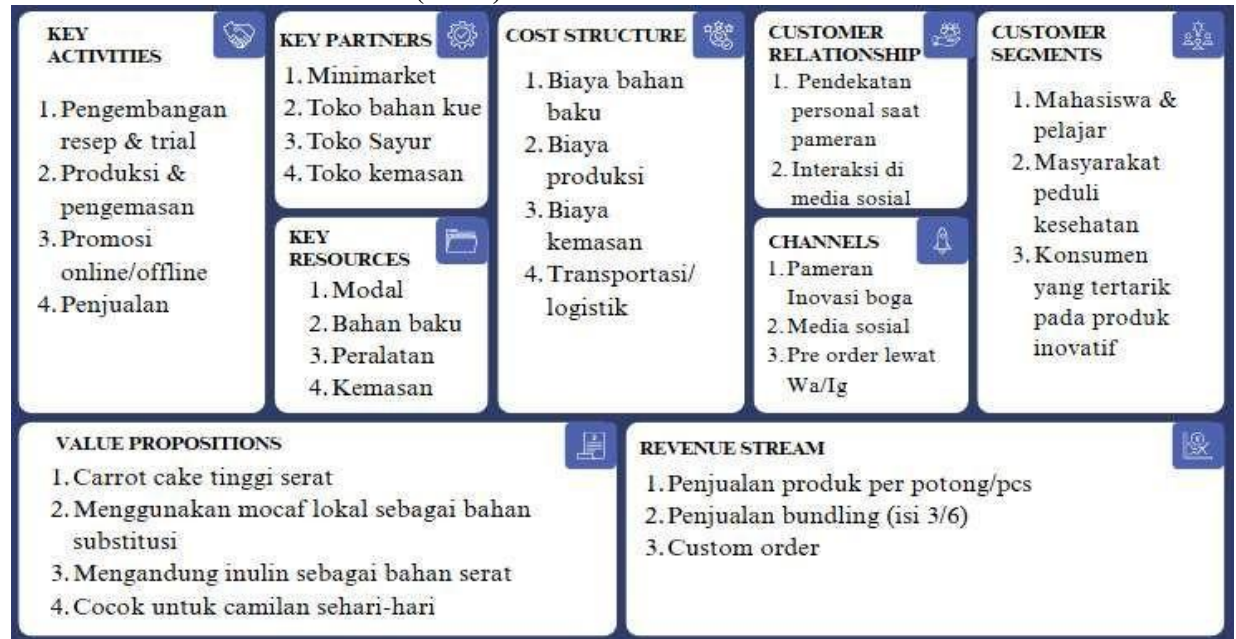 KEY
ACTIVITIES
1. Pengembangan
resep & trial
2. Produksi &
pengemasan
3. Promosi
online/offline
4. Penjualan
KEY PARTNERS
1. Minimarket
2. Toko bahan kue
3. Toko Sayur
4. Toko kemasan
KEY
RESOURCES
1. Modal
2. Bahan baku
3. Peralatan
4. Kemasan
COST STRUCTURE
1. Biaya bahan
baku
2. Biaya
produksi
3. Biaya
kemasan
4. Transportasi/
logistik
CUSTOMER
RELATIONSHIP
1. Pendekatan
personal saat
pameran
2. Interaksi di
media sosial
CHANNELS
1. Pameran
Inovasi boga
2. Media sosial
3. Pre order lewat
Wa/Ig
CUSTOMER
SEGMENTS
1. Mahasiswa &
pelajar
2. Masyarakat
peduli
kesehatan
3. Konsumen
yang tertarik
pada produk
inovatif
VALUE PROPOSITIONS
1. Carrot cake tinggi serat
2. Menggunakan mocaf lokal sebagai bahan
substitusi
3. Mengandung inulin sebagai bahan serat
4. Cocok untuk camilan sehari-hari
REVENUE STREAM
1. Penjualan produk per potong/pcs
2. Penjualan bundling (isi 3/6)
3. Custom order